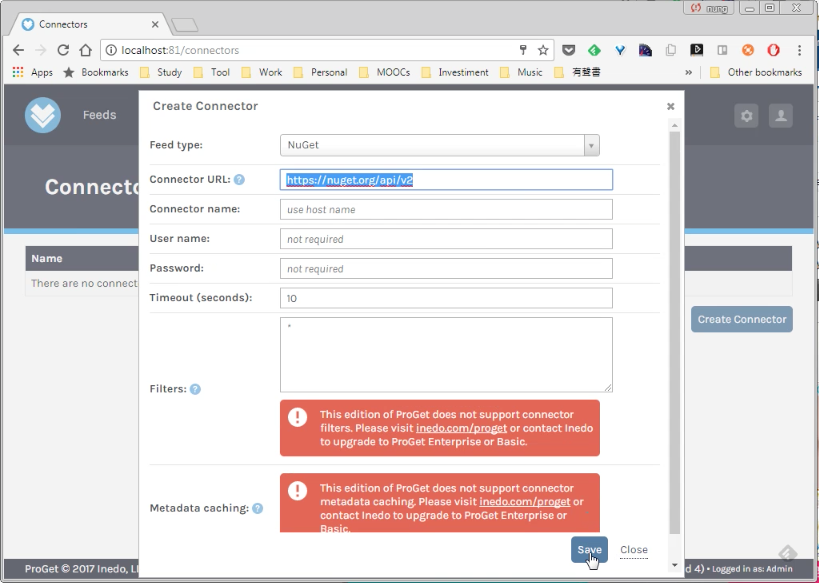 nung
Connectors
localhost:81/connectors
Apps Bookmarks Study Tool Work Personal MOOCs Investiment Music 有聲書 » Other bookmarks
Feeds
Create Connector
Feed type: NuGet
Connector URL: https://nuget.org/api/v2
Connector name: use host name
User name: not required
Password: not required
Timeout (seconds): 10
*
Filters:
This edition of ProGet does not support connector
filters. Please visit inedo.com/proget or contact Inedo
to upgrade to ProGet Enterprise or Basic.
Metadata caching:
This edition of ProGet does not support connector
metadata caching. Please visit inedo.com/proget or
contact Inedo to upgrade to ProGet Enterprise or
Basic.
Save Close
Connecto
Name
There are no connect
Create Connector
ProGet © 2017 Inedo, LL
d 4) • Logged in as: Admin